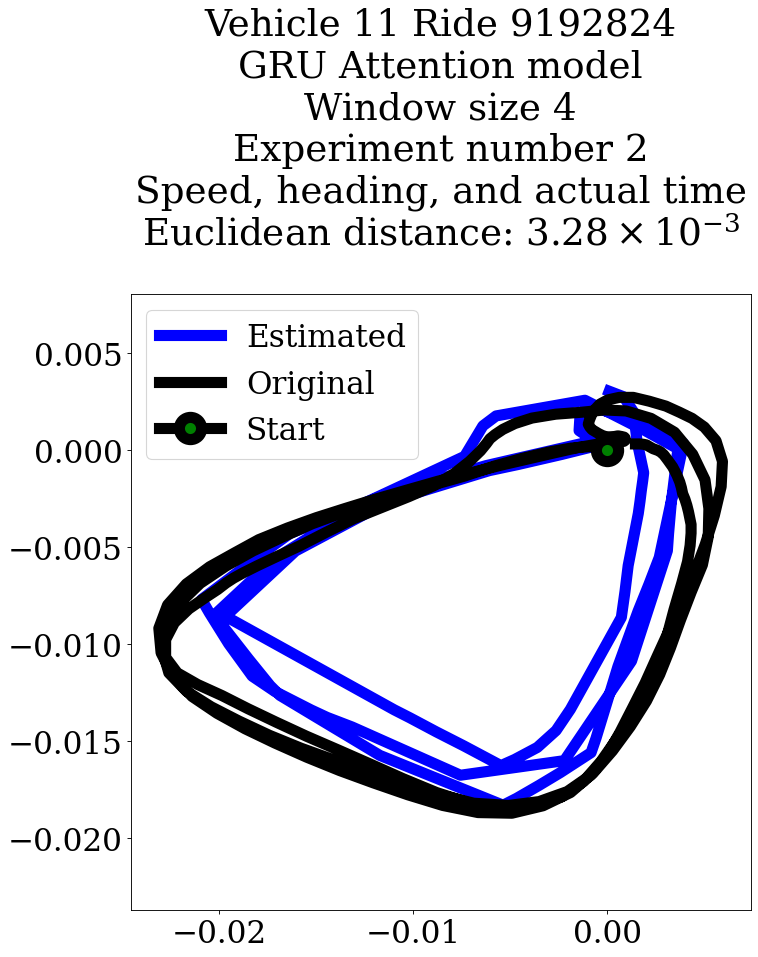 Vehicle 11 Ride 9192824
GRU Attention model
Window size 4
Experiment number 2
Speed, heading, and actual time
Euclidean distance: 3.28 × 10⁻³
Estimated
Original
Start
0.005
0.000
−0.005
−0.010
−0.015
−0.020
−0.02
−0.01
0.00